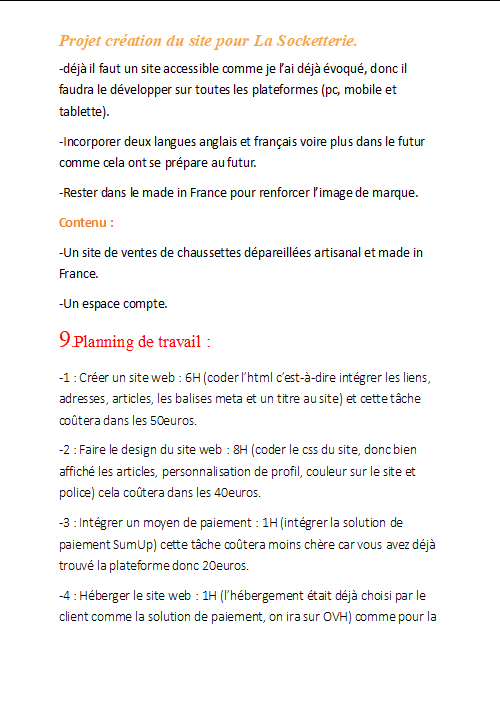 Projet création du site pour La Socketterie.
-déjà il faut un site accessible comme je l’ai déjà évoqué, donc il
faudra le développer sur toutes les plateformes (pc, mobile et
tablette).
-Incorporer deux langues anglais et français voire plus dans le futur
comme cela ont se prépare au futur.
-Rester dans le made in France pour renforcer l’image de marque.
Contenu :
-Un site de ventes de chaussettes dépareillées artisanal et made in
France.
-Un espace compte.
9.Planning de travail :
-1 : Créer un site web : 6H (coder l’html c’est-à-dire intégrer les liens,
adresses, articles, les balises meta et un titre au site) et cette tâche
coûtera dans les 50euros.
-2 : Faire le design du site web : 8H (coder le css du site, donc bien
affiché les articles, personnalisation de profil, couleur sur le site et
police) cela coûtera dans les 40euros.
-3 : Intégrer un moyen de paiement : 1H (intégrer la solution de
paiement SumUp) cette tâche coûtera moins chère car vous avez déjà
trouvé la plateforme donc 20euros.
-4 : Héberger le site web : 1H (l’hébergement était déjà choisi par le
client comme la solution de paiement, on ira sur OVH) comme pour la